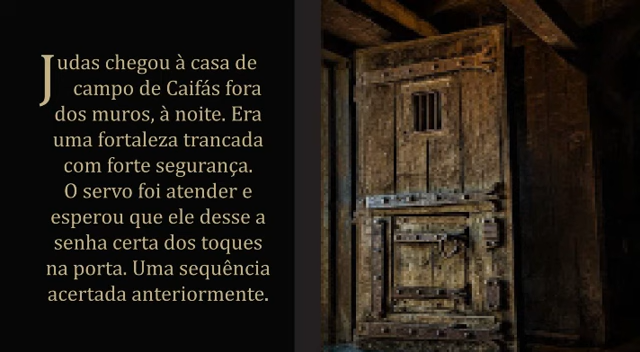 Judas chegou à casa de
campo de Caifás fora
dos muros, à noite. Era
uma fortaleza trancada
com forte segurança.
O servo foi atender e
esperou que ele desse a
senha certa dos toques
na porta. Uma sequência
acertada anteriormente.